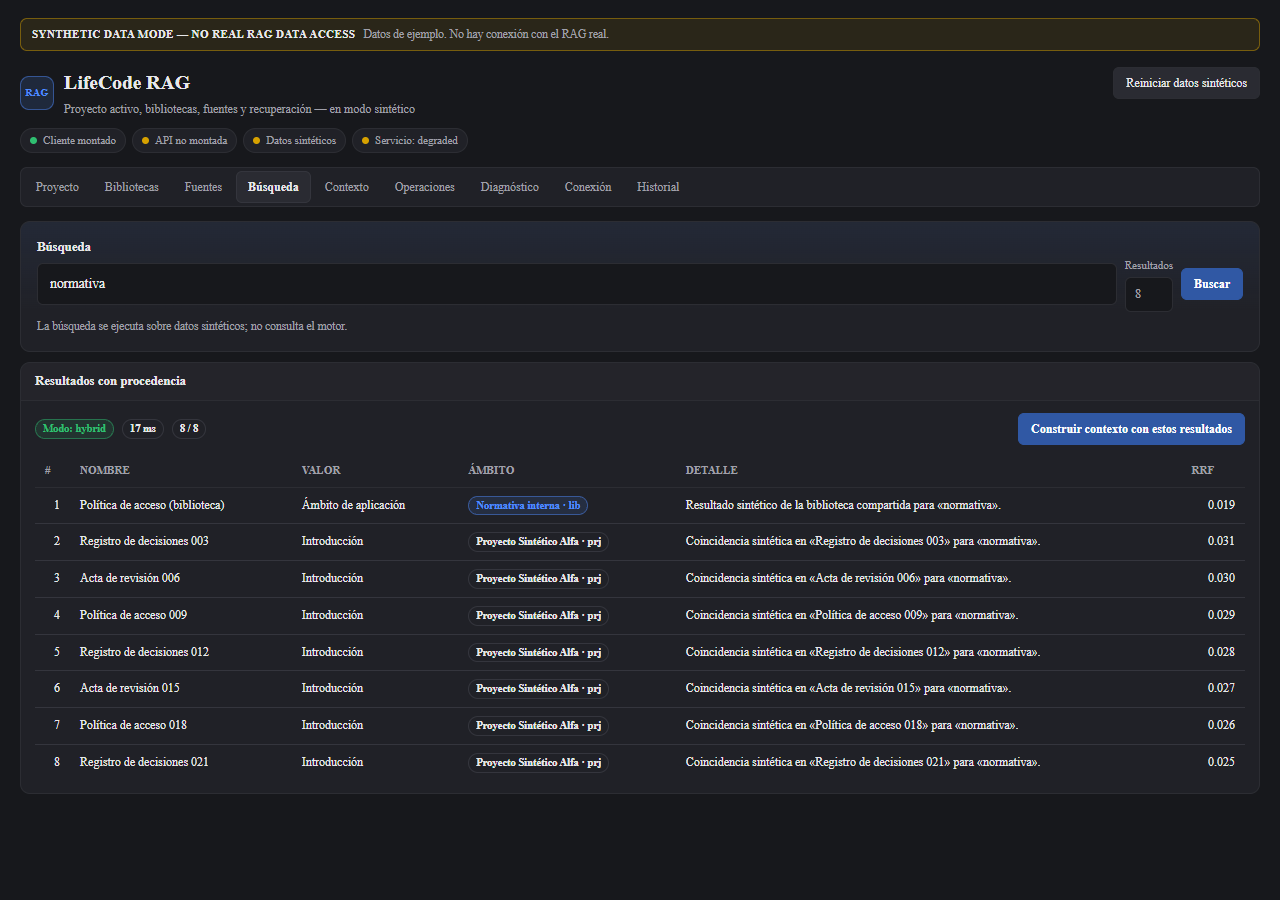 SYNTHETIC DATA MODE — NO REAL RAG DATA ACCESS Datos de ejemplo. No hay conexión con el RAG real.
RAG
LifeCode RAG
Proyecto activo, bibliotecas, fuentes y recuperación — en modo sintético
Reiniciar datos sintéticos
Cliente montado API no montada Datos sintéticos Servicio: degraded
Proyecto Bibliotecas Fuentes Búsqueda Contexto Operaciones Diagnóstico Conexión Historial
Búsqueda
normativa
Resultados
8
Buscar
La búsqueda se ejecuta sobre datos sintéticos; no consulta el motor.
Resultados con procedencia
Modo: hybrid 17 ms 8 / 8 Construir contexto con estos resultados
# NOMBRE VALOR ÁMBITO DETALLE RRF
1 Política de acceso (biblioteca) Ámbito de aplicación Normativa interna · lib Resultado sintético de la biblioteca compartida para «normativa». 0.019
2 Registro de decisiones 003 Introducción Proyecto Sintético Alfa · prj Coincidencia sintética en «Registro de decisiones 003» para «normativa». 0.031
3 Acta de revisión 006 Introducción Proyecto Sintético Alfa · prj Coincidencia sintética en «Acta de revisión 006» para «normativa». 0.030
4 Política de acceso 009 Introducción Proyecto Sintético Alfa · prj Coincidencia sintética en «Política de acceso 009» para «normativa». 0.029
5 Registro de decisiones 012 Introducción Proyecto Sintético Alfa · prj Coincidencia sintética en «Registro de decisiones 012» para «normativa». 0.028
6 Acta de revisión 015 Introducción Proyecto Sintético Alfa · prj Coincidencia sintética en «Acta de revisión 015» para «normativa». 0.027
7 Política de acceso 018 Introducción Proyecto Sintético Alfa · prj Coincidencia sintética en «Política de acceso 018» para «normativa». 0.026
8 Registro de decisiones 021 Introducción Proyecto Sintético Alfa · prj Coincidencia sintética en «Registro de decisiones 021» para «normativa». 0.025